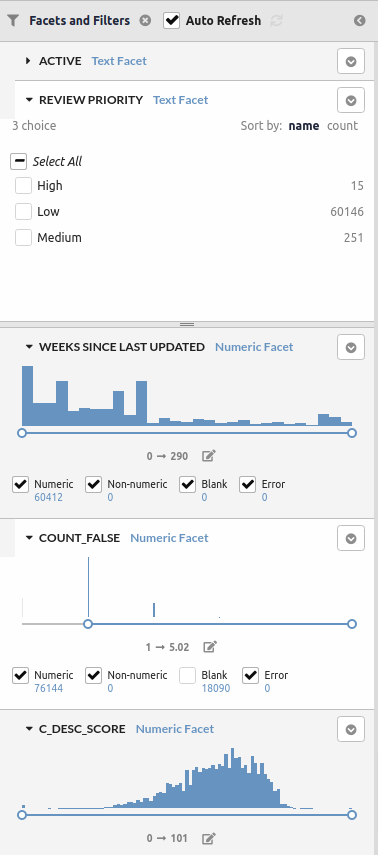 Facets and Filters Auto Refresh
ACTIVE Text Facet
REVIEW PRIORITY Text Facet
3 choice Sort by: name count
Select All
High 15
Low 60146
Medium 251
WEEKS SINCE LAST UPDATED Numeric Facet
0 → 290
Numeric Non-numeric Blank Error
60412 0 0 0
COUNT_FALSE Numeric Facet
1 → 5.02
Numeric Non-numeric Blank Error
76144 0 18090 0
C_DESC_SCORE Numeric Facet
0 → 101